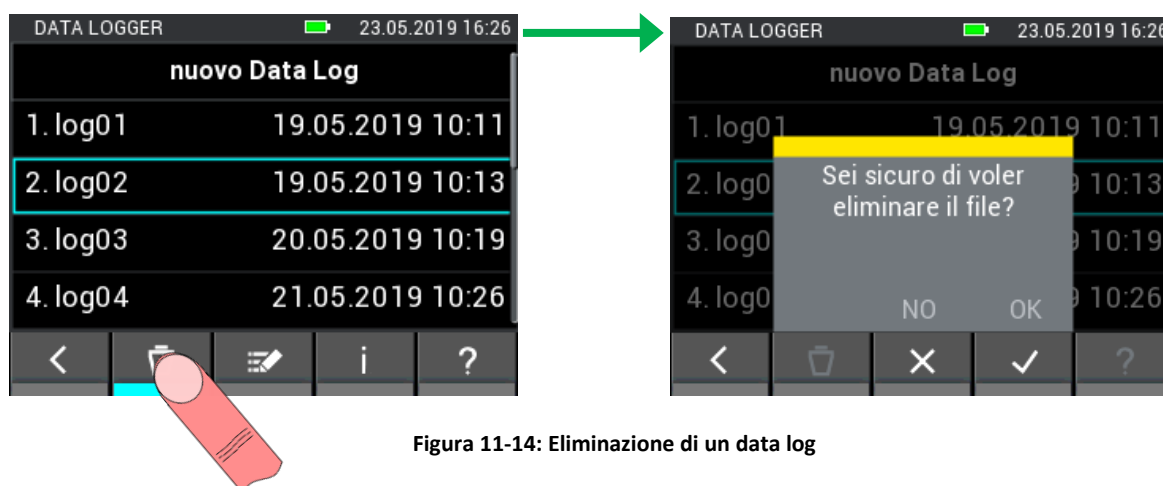 DATA LOGGER 23.05.2019 16:26
nuovo Data Log
1. log01 19.05.2019 10:11
2. log02 19.05.2019 10:13
3. log03 20.05.2019 10:19
4. log04 21.05.2019 10:26
i ?
DATA LOGGER 23.05.2019 16:26
nuovo Data Log
1. log01 19.05.2019 10:11
2. log0 10:13
3. log0 10:19
4. log0 10:26
Sei sicuro di voler
eliminare il file?
NO OK
?
Figura 11-14: Eliminazione di un data log